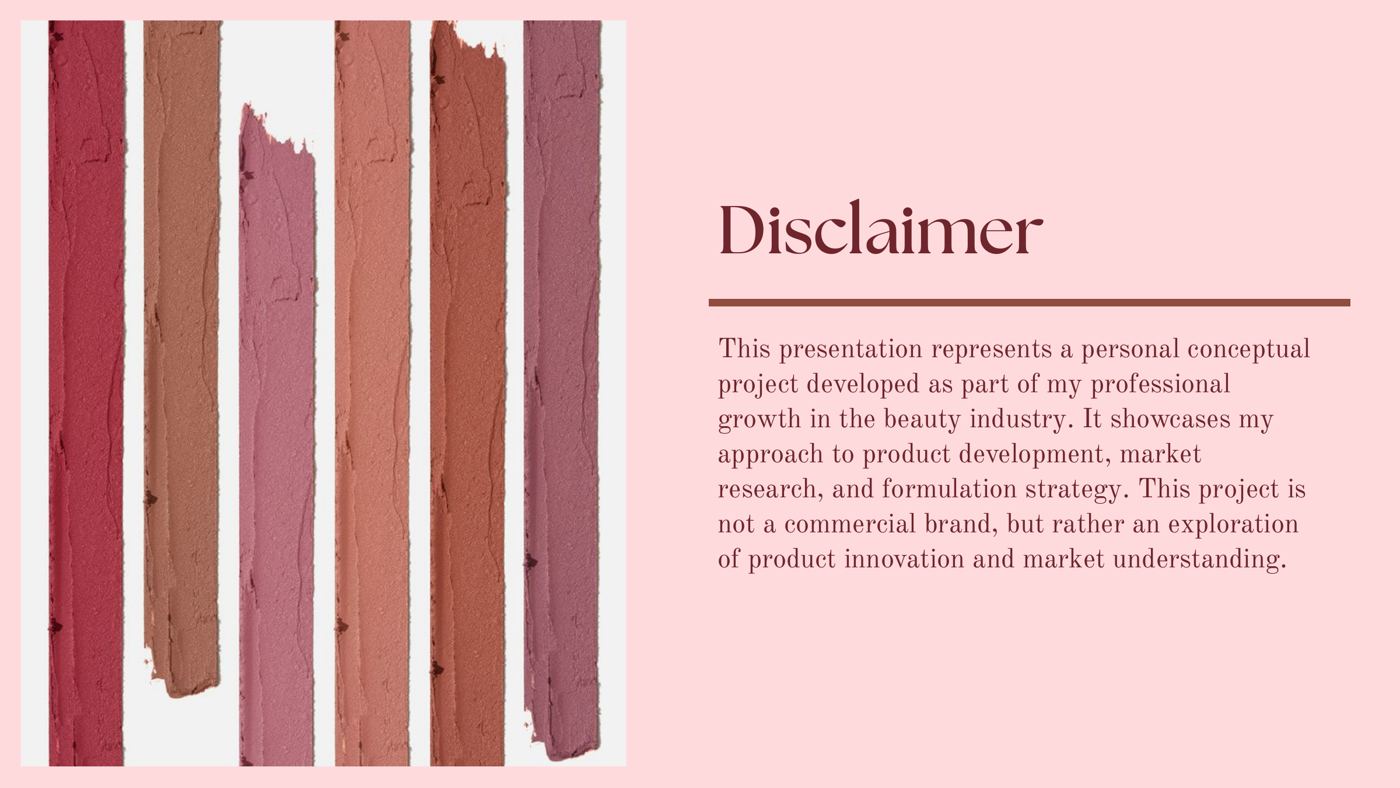 Disclaimer
This presentation represents a personal conceptual
project developed as part of my professional
growth in the beauty industry. It showcases my
approach to product development, market
research, and formulation strategy. This project is
not a commercial brand, but rather an exploration
of product innovation and market understanding.